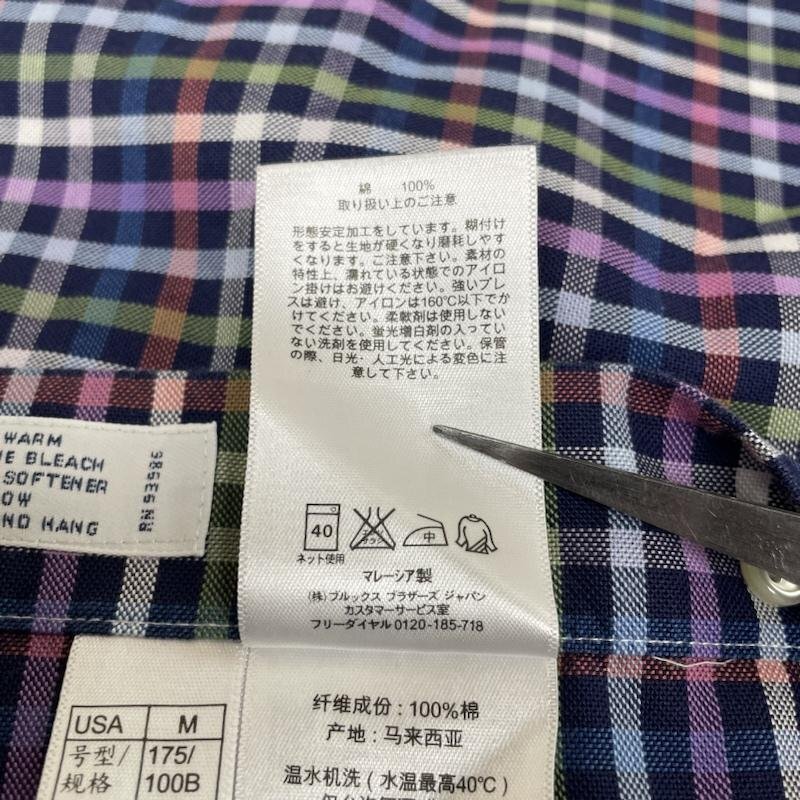 綿 100%
取り扱い上のご注意
形態安定加工をしています。糊付け
をすると生地が硬くなり磨耗しやす
くなります。ご注意下さい。素材の
特性上、濡れている状態でのアイロ
ン掛けはお避けください。強いプレ
スは避け、アイロンは160℃以下でか
けてください。柔軟剤は使用しない
でください。蛍光増白剤の入ってい
ない洗剤を使用してください。保管
の際、日光・人工光による変色に注
意して下さい。
WARM
E BLEACH
SOFTENER
OW
ND HANG
RN 53586
40
中
ネット使用
マレーシア製
(株) ブルックス ブラザーズ ジャパン
カスタマーサービス室
フリーダイヤル 0120-185-718
USA M
号型/ 175/
规格 100B
纤维成份 : 100%棉
产地 : 马来西亚
温水机洗 ( 水温最高40℃ )